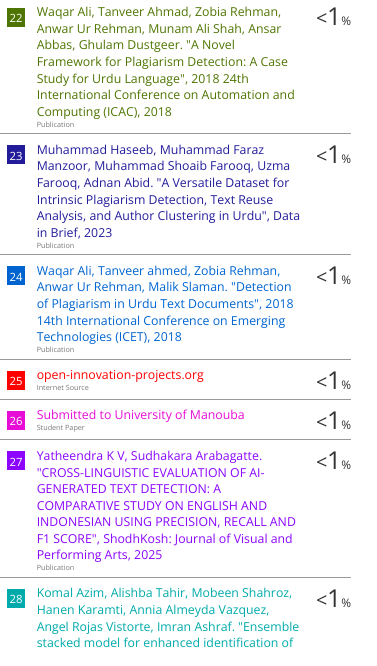 22
Waqar Ali, Tanveer Ahmad, Zobia Rehman,
Anwar Ur Rehman, Munam Ali Shah, Ansar
Abbas, Ghulam Dustgeer. "A Novel
Framework for Plagiarism Detection: A Case
Study for Urdu Language", 2018 24th
International Conference on Automation and
Computing (ICAC), 2018
Publication
<1%
23
Muhammad Haseeb, Muhammad Faraz
Manzoor, Muhammad Shoaib Farooq, Uzma
Farooq, Adnan Abid. "A Versatile Dataset for
Intrinsic Plagiarism Detection, Text Reuse
Analysis, and Author Clustering in Urdu", Data
in Brief, 2023
Publication
<1%
24
Waqar Ali, Tanveer ahmed, Zobia Rehman,
Anwar Ur Rehman, Malik Slaman. "Detection
of Plagiarism in Urdu Text Documents", 2018
14th International Conference on Emerging
Technologies (ICET), 2018
Publication
<1%
25
open-innovation-projects.org
Internet Source
<1%
26
Submitted to University of Manouba
Student Paper
<1%
27
Yatheendra K V, Sudhakara Arabagatte.
"CROSS-LINGUISTIC EVALUATION OF AI-
GENERATED TEXT DETECTION: A
COMPARATIVE STUDY ON ENGLISH AND
INDONESIAN USING PRECISION, RECALL AND
F1 SCORE", ShodhKosh: Journal of Visual and
Performing Arts, 2025
Publication
<1%
28
Komal Azim, Alishba Tahir, Mobeen Shahroz,
Hanen Karamti, Annia Almeyda Vazquez,
Angel Rojas Vistorte, Imran Ashraf. "Ensemble
stacked model for enhanced identification of
<1%